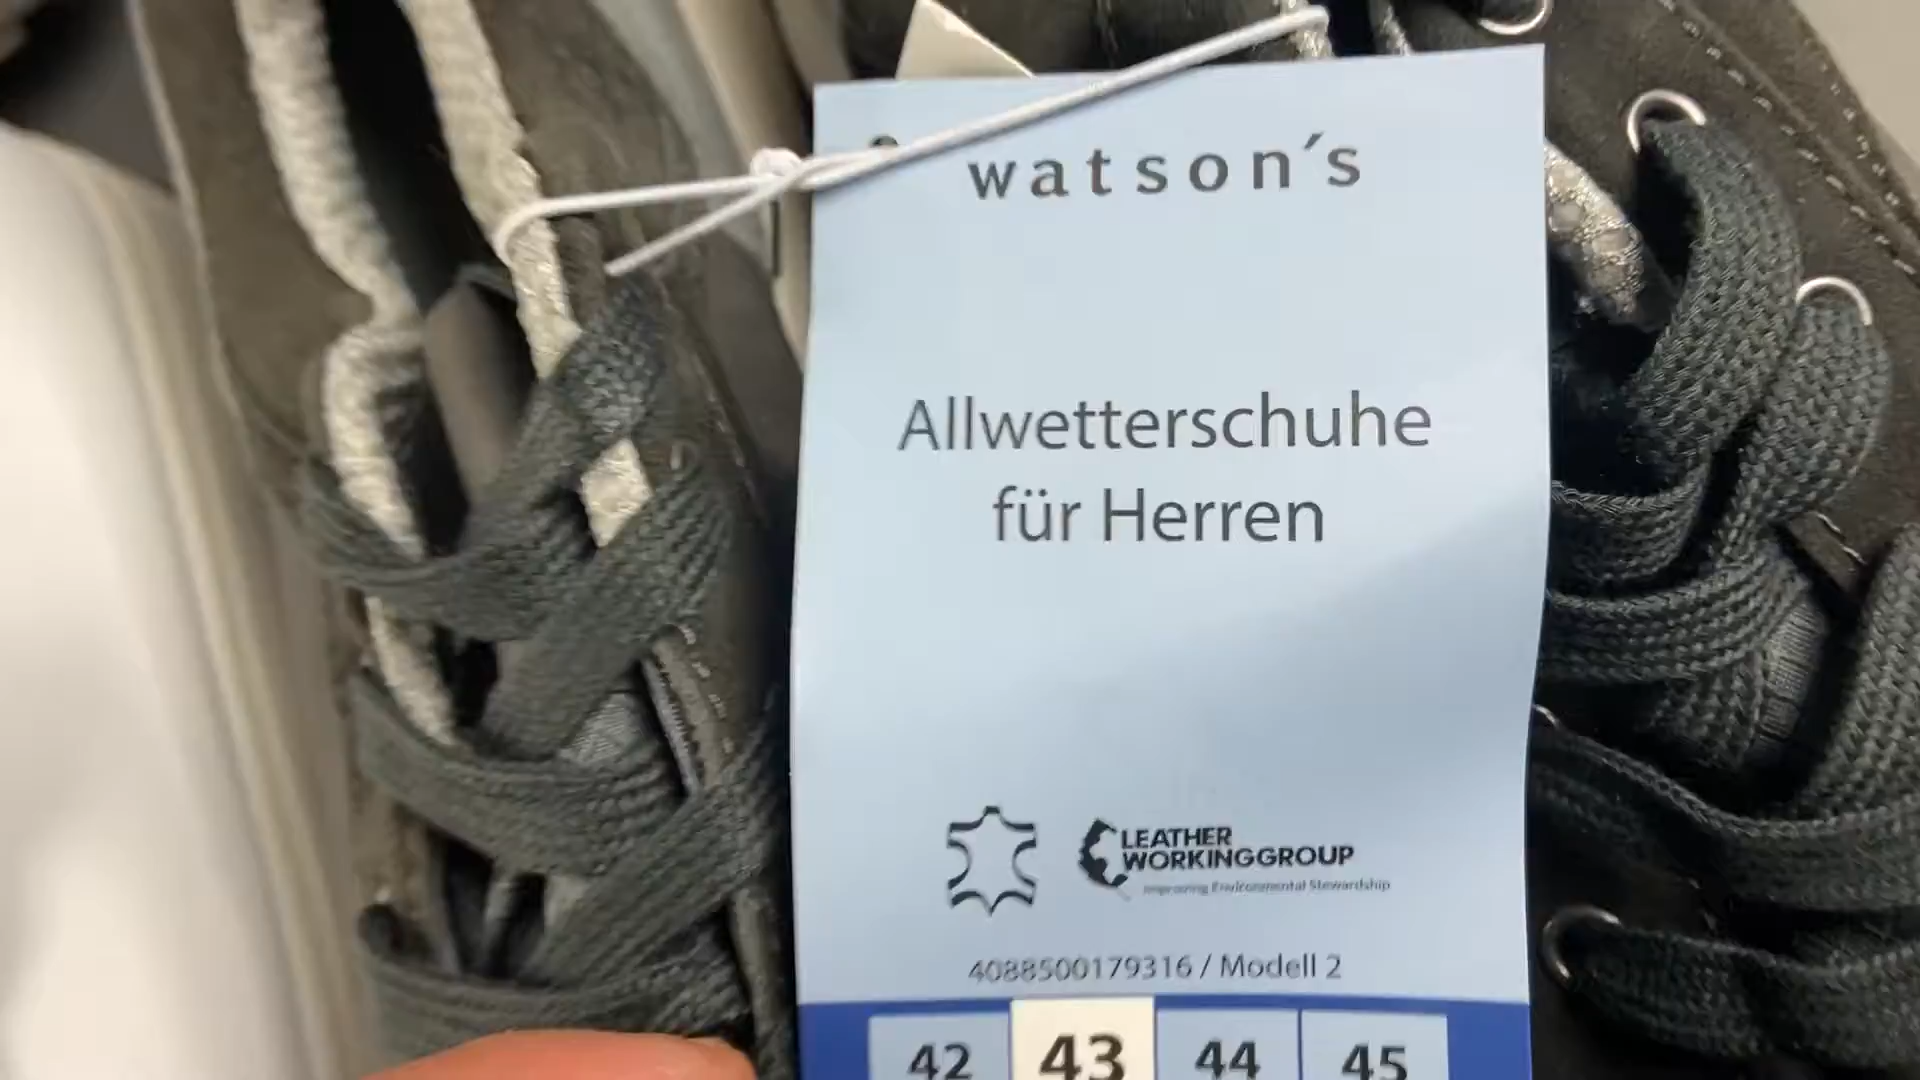 watson´s
Allwetterschuhe
für Herren
LEATHER
WORKINGGROUP
Improving Environmental Stewardship
4088500179316 / Modell 2
42 43 44 45